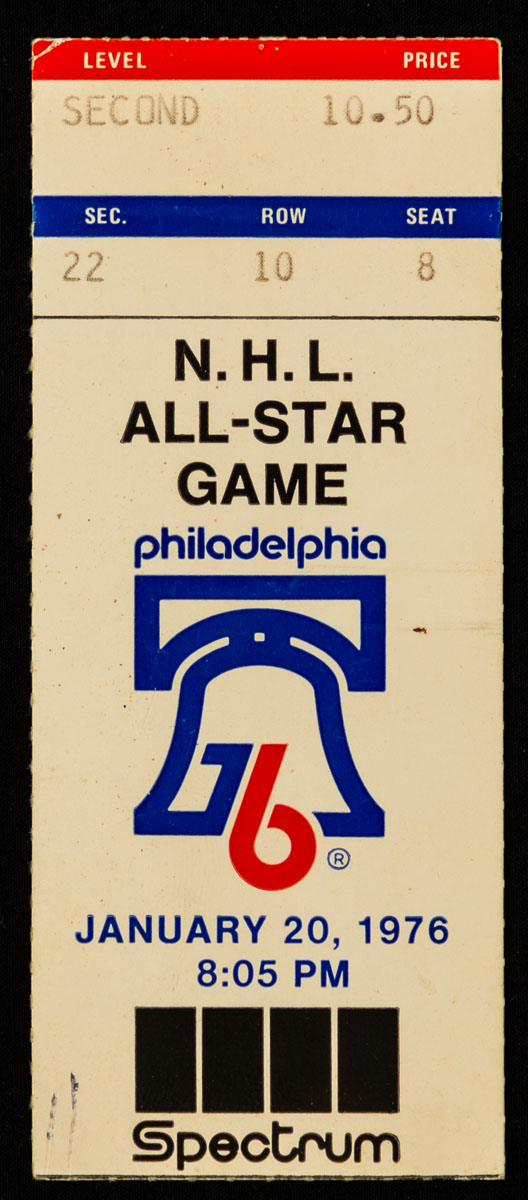 LEVEL PRICE
SECOND 10.50
SEC. ROW SEAT
22 10 8
N.H.L.
ALL-STAR
GAME
philadelphia
76
®
JANUARY 20, 1976
8:05 PM
Spectrum